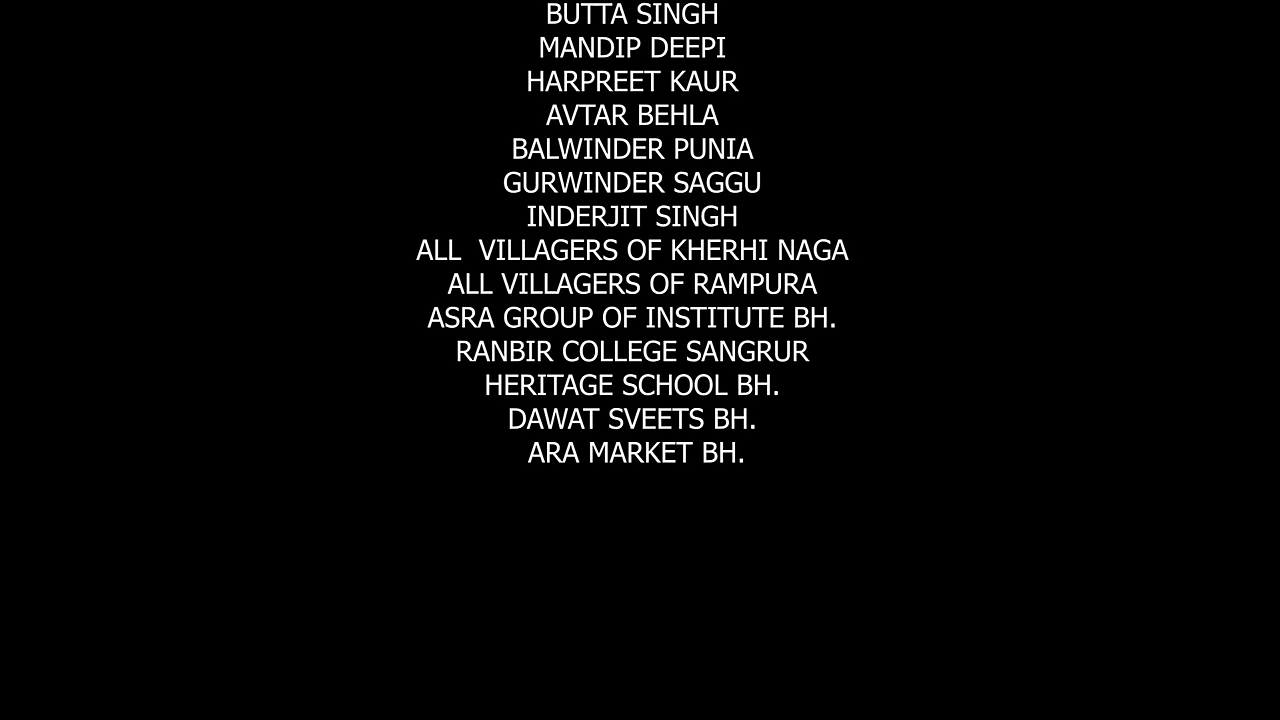 BUTTA SINGH
MANDIP DEEPI
HARPREET KAUR
AVTAR BEHLA
BALWINDER PUNIA
GURWINDER SAGGU
INDERJIT SINGH
ALL  VILLAGERS OF KHERHI NAGA
ALL VILLAGERS OF RAMPURA
ASRA GROUP OF INSTITUTE BH.
RANBIR COLLEGE SANGRUR
HERITAGE SCHOOL BH.
DAWAT SVEETS BH.
ARA MARKET BH.